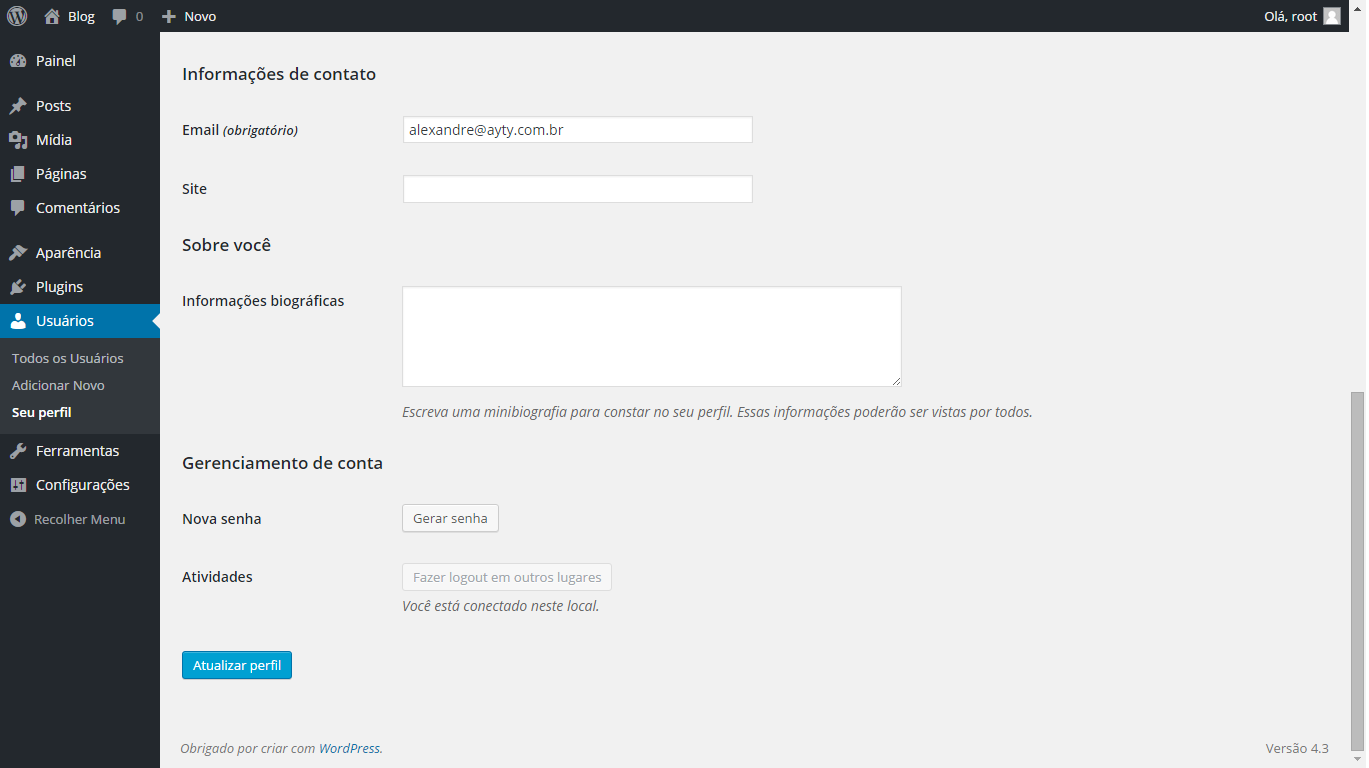 Blog 0 Novo Olá, root
Painel
Posts
Mídia
Páginas
Comentários
Aparência
Plugins
Usuários
Todos os Usuários
Adicionar Novo
Seu perfil
Ferramentas
Configurações
Recolher Menu
Informações de contato
Email (obrigatório) alexandre@ayty.com.br
Site
Sobre você
Informações biográficas
Escreva uma minibiografia para constar no seu perfil. Essas informações poderão ser vistas por todos.
Gerenciamento de conta
Nova senha Gerar senha
Atividades Fazer logout em outros lugares
Você está conectado neste local.
Atualizar perfil
Obrigado por criar com WordPress. Versão 4.3